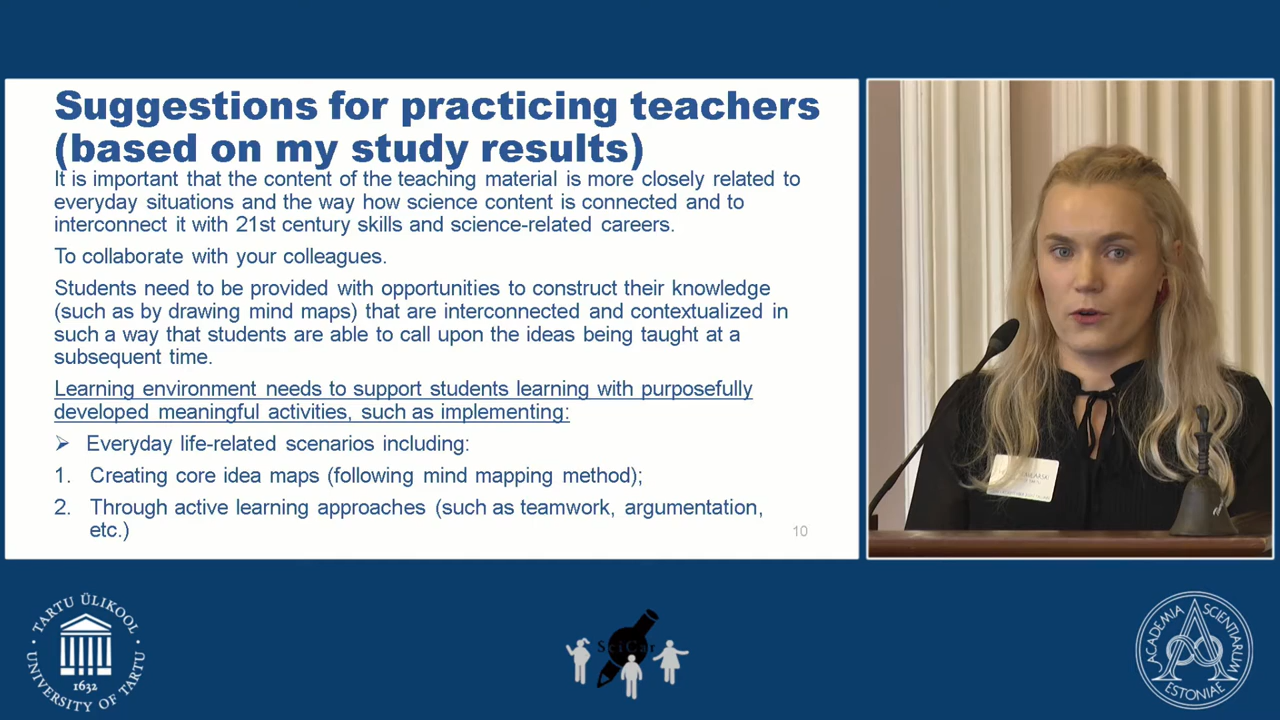 Suggestions for practicing teachers
(based on my study results)
It is important that the content of the teaching material is more closely related to
everyday situations and the way how science content is connected and to
interconnect it with 21st century skills and science-related careers.
To collaborate with your colleagues.
Students need to be provided with opportunities to construct their knowledge
(such as by drawing mind maps) that are interconnected and contextualized in
such a way that students are able to call upon the ideas being taught at a
subsequent time.
Learning environment needs to support students learning with purposefully
developed meaningful activities, such as implementing:
➢ Everyday life-related scenarios including:
1. Creating core idea maps (following mind mapping method);
2. Through active learning approaches (such as teamwork, argumentation,
etc.)
10
TARTU ÜLIKOOL
1632
UNIVERSITY OF TARTU
SciCar
ACADEMIA SCIENTIARUM
ESTONIAE